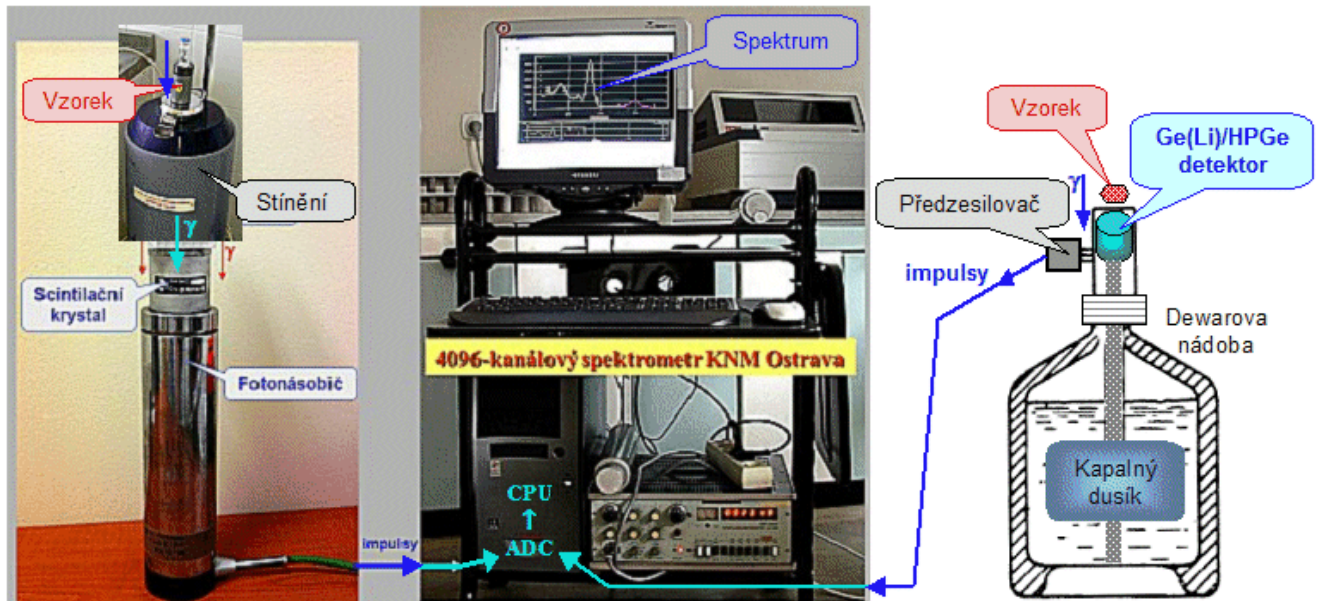 Vzorek
Stínění
γ
γ
γ
Scintilační
krystal
Fotonásobič
impulsy
Spektrum
4096-kanálový spektrometr KNM Ostrava
CPU
ADC
Vzorek
Ge(Li)/HPGe
detektor
γ
Předzesilovač
impulsy
Dewarova
nádoba
Kapalný
dusík